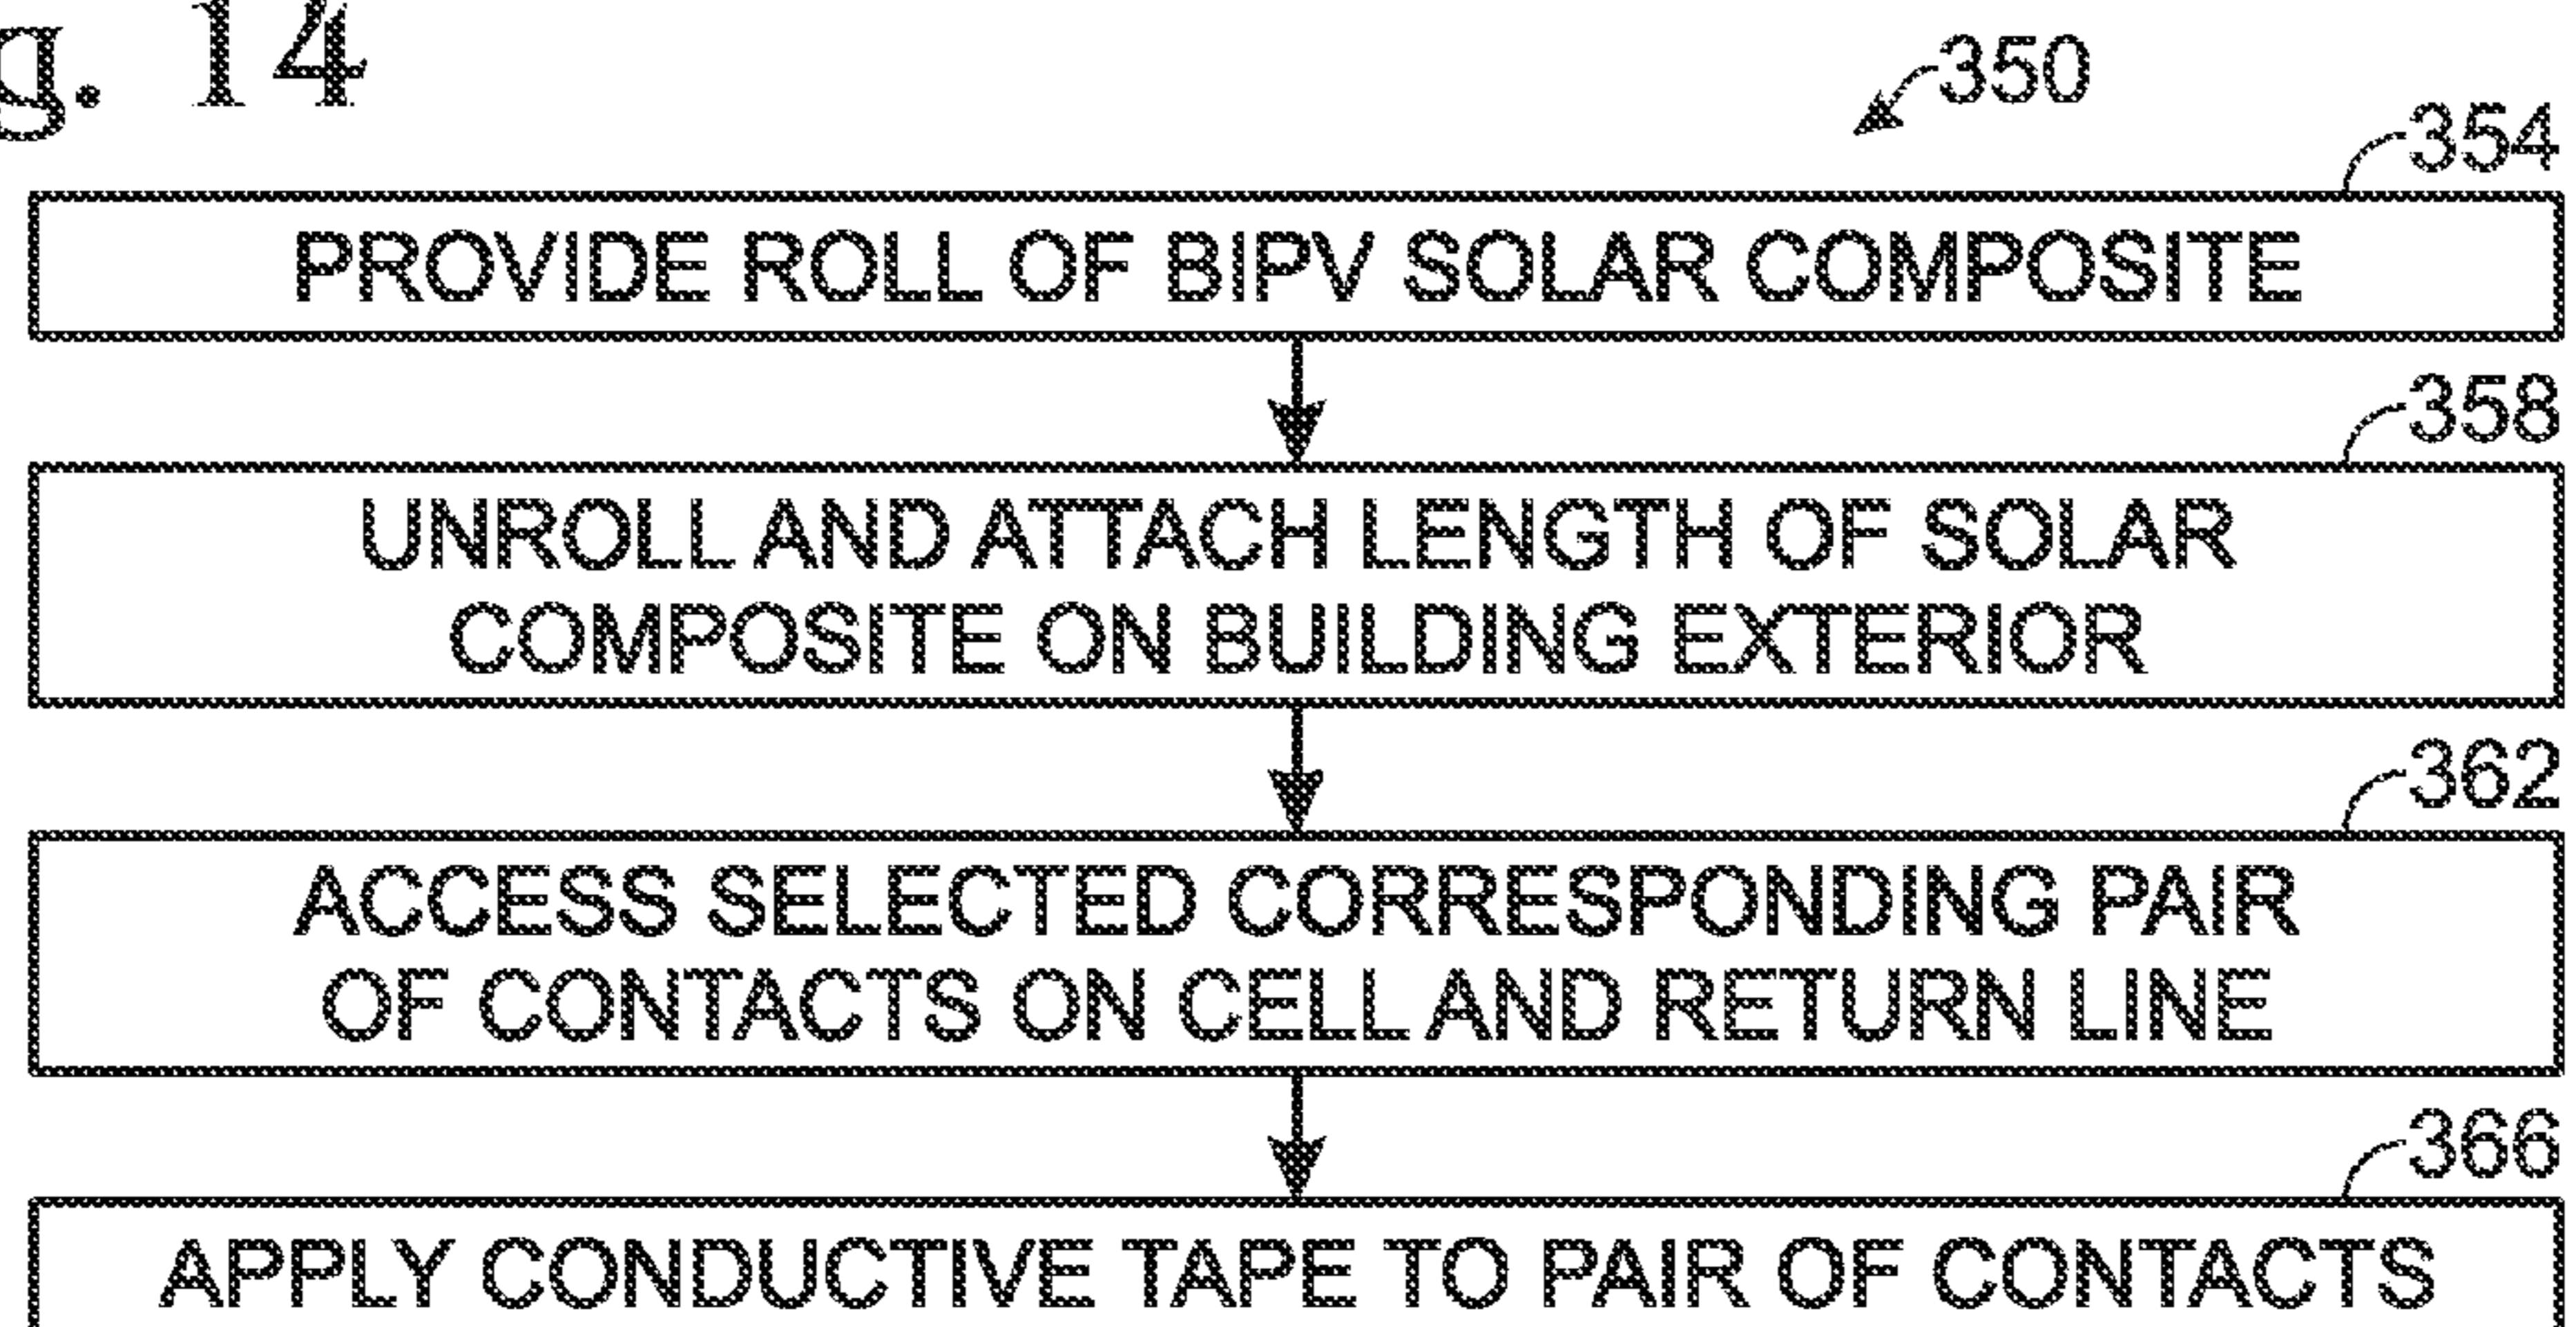 g. 14
350
354
PROVIDE ROLL OF BIPV SOLAR COMPOSITE
358
UNROLL AND ATTACH LENGTH OF SOLAR
COMPOSITE ON BUILDING EXTERIOR
362
ACCESS SELECTED CORRESPONDING PAIR
OF CONTACTS ON CELL AND RETURN LINE
366
APPLY CONDUCTIVE TAPE TO PAIR OF CONTACTS